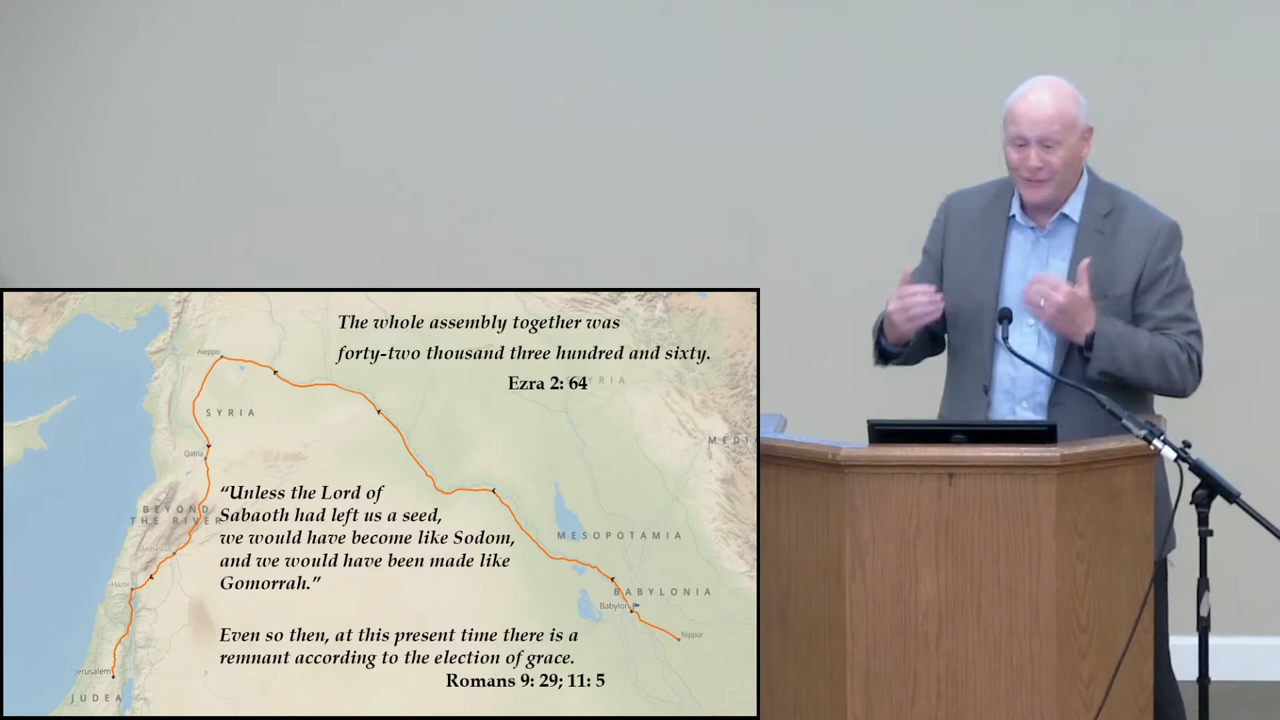 The whole assembly together was
forty-two thousand three hundred and sixty.
Ezra 2: 64
Aleppo
SYRIA
Qatna
BEYOND
THE RIVER
Damascus
Hazor
Jerusalem
JUDEA
MESOPOTAMIA
BABYLONIA
Babylon
Nippur
MEDI
“Unless the Lord of
Sabaoth had left us a seed,
we would have become like Sodom,
and we would have been made like
Gomorrah.”
Even so then, at this present time there is a
remnant according to the election of grace.
Romans 9: 29; 11: 5